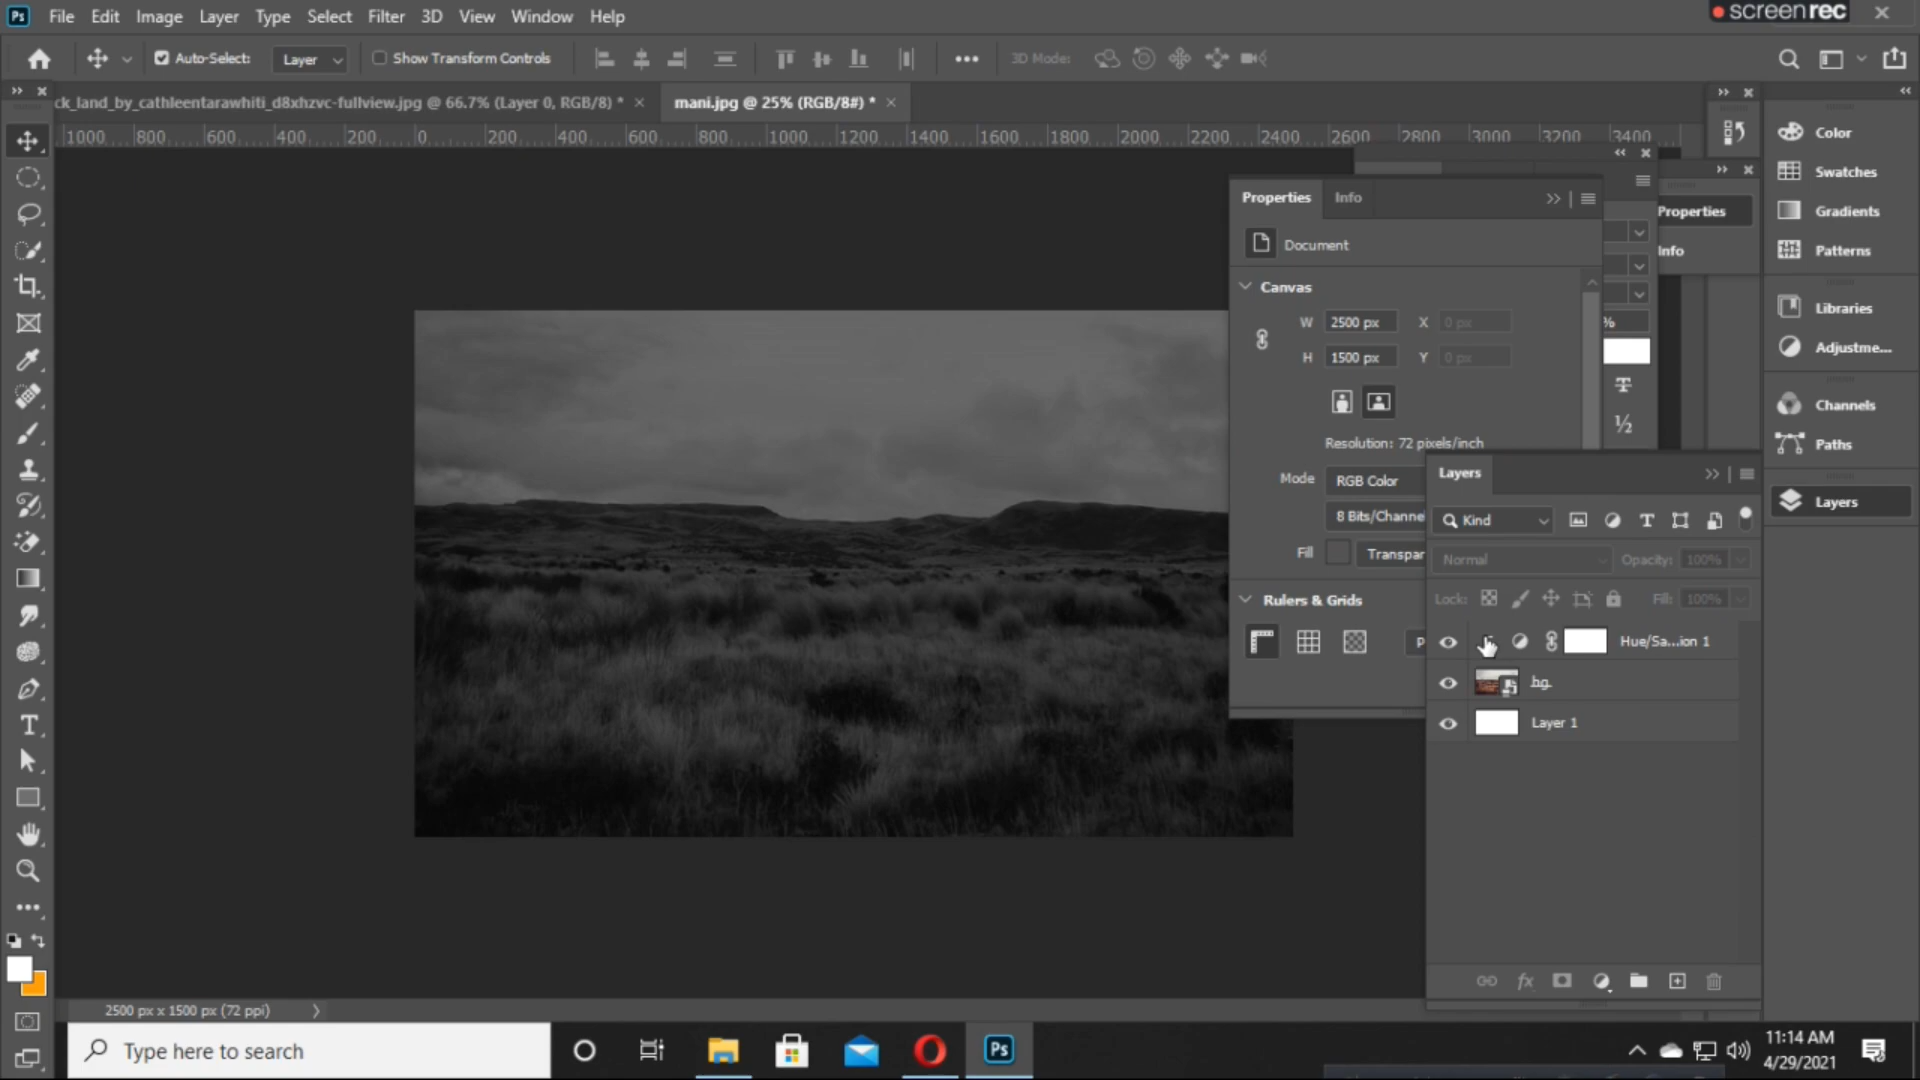 Ps File Edit Image Layer Type Select Filter 3D View Window Help
screenrec
Auto-Select: Layer Show Transform Controls 3D Mode:
ck_land_by_cathleentarawhiti_d8xhzvc-fullview.jpg @ 66.7% (Layer 0, RGB/8) *
mani.jpg @ 25% (RGB/8#) *
1000 800 600 400 200 0 200 400 600 800 1000 1200 1400 1600 1800 2000 2200 2400 2600 2800 3000 3200 3400
Properties Info
Document
Canvas
W 2500 px X 0 px
H 1500 px Y 0 px
Resolution: 72 pixels/inch
Mode RGB Color
8 Bits/Channe
Fill Transpar
Rulers & Grids
P
%
T
½
Properties
Info
Color
Swatches
Gradients
Patterns
Libraries
Adjustme...
Channels
Paths
Layers
Layers
Kind
Normal Opacity: 100%
Lock: Fill: 100%
Hue/Sa...ion 1
bg
Layer 1
fx
2500 px x 1500 px (72 ppi)
Type here to search
Ps
11:14 AM
4/29/2021